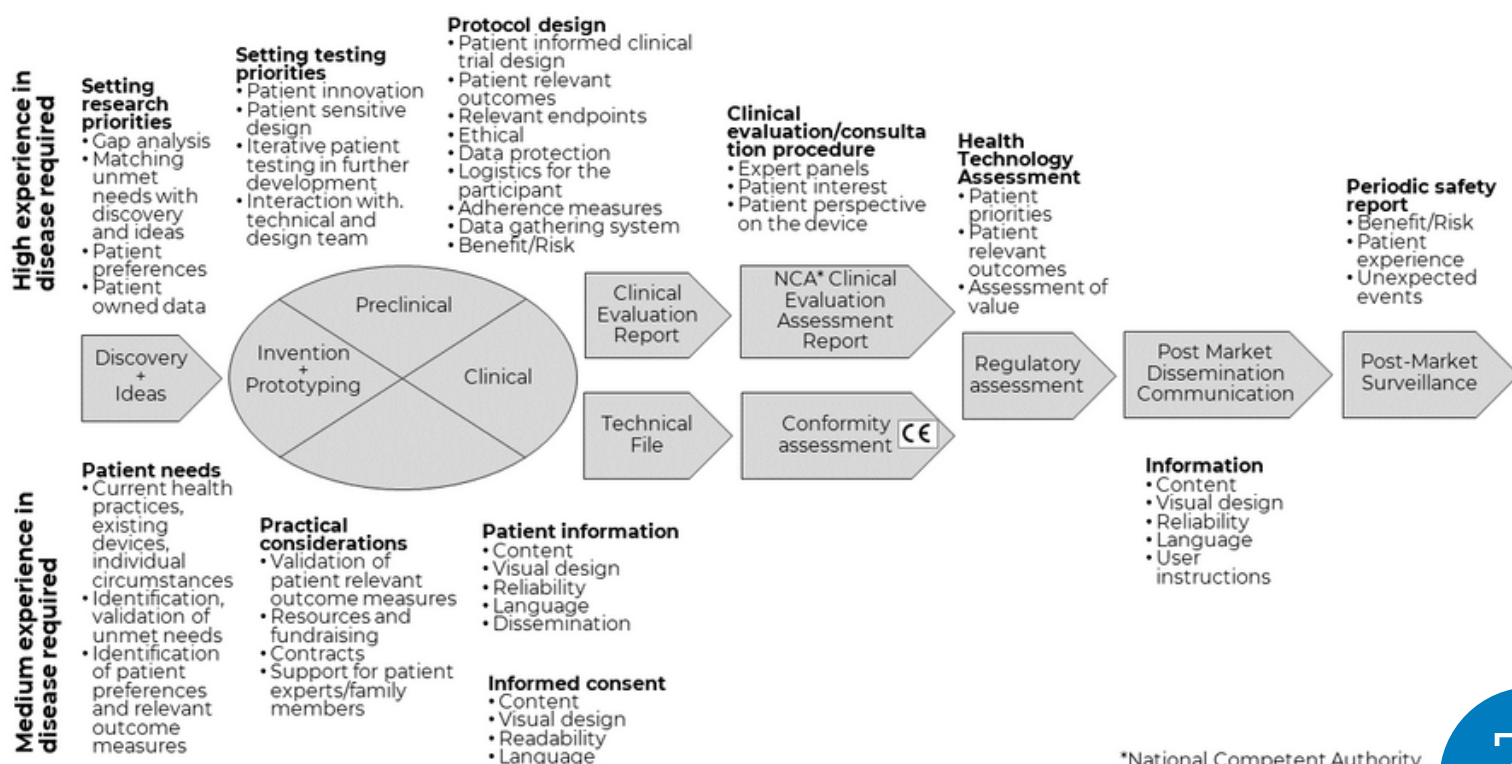 High experience in
disease required
Setting
research
priorities
• Gap analysis
• Matching
unmet
needs with
discovery
and ideas
• Patient
preferences
• Patient
owned data
Setting testing
priorities
• Patient innovation
• Patient sensitive
design
• Iterative patient
testing in further
development
• Interaction with.
technical and
design team
Protocol design
• Patient informed clinical
trial design
• Patient relevant
outcomes
• Relevant endpoints
• Ethical
• Data protection
• Logistics for the
participant
• Adherence measures
• Data gathering system
• Benefit/Risk
Clinical
evaluation/consulta
tion procedure
• Expert panels
• Patient interest
• Patient perspective
on the device
Health
Technology
Assessment
• Patient
priorities
• Patient
relevant
outcomes
• Assessment of
value
Periodic safety
report
• Benefit/Risk
• Patient
experience
• Unexpected
events
Discovery
+
Ideas
Preclinical
Invention
+
Prototyping
Clinical
Clinical
Evaluation
Report
NCA* Clinical
Evaluation
Assessment
Report
Technical
File
Conformity
assessment
CE
Regulatory
assessment
Post Market
Dissemination
Communication
Post-Market
Surveillance
Medium experience in
disease required
Patient needs
• Current health
practices,
existing
devices,
individual
circumstances
• Identification,
validation of
unmet needs
• Identification
of patient
preferences
and relevant
outcome
measures
Practical
considerations
• Validation of
patient relevant
outcome measures
• Resources and
fundraising
• Contracts
• Support for patient
experts/family
members
Patient information
• Content
• Visual design
• Reliability
• Language
• Dissemination
Informed consent
• Content
• Visual design
• Readability
• Language
Information
• Content
• Visual design
• Reliability
• Language
• User
instructions
*National Competent Authority